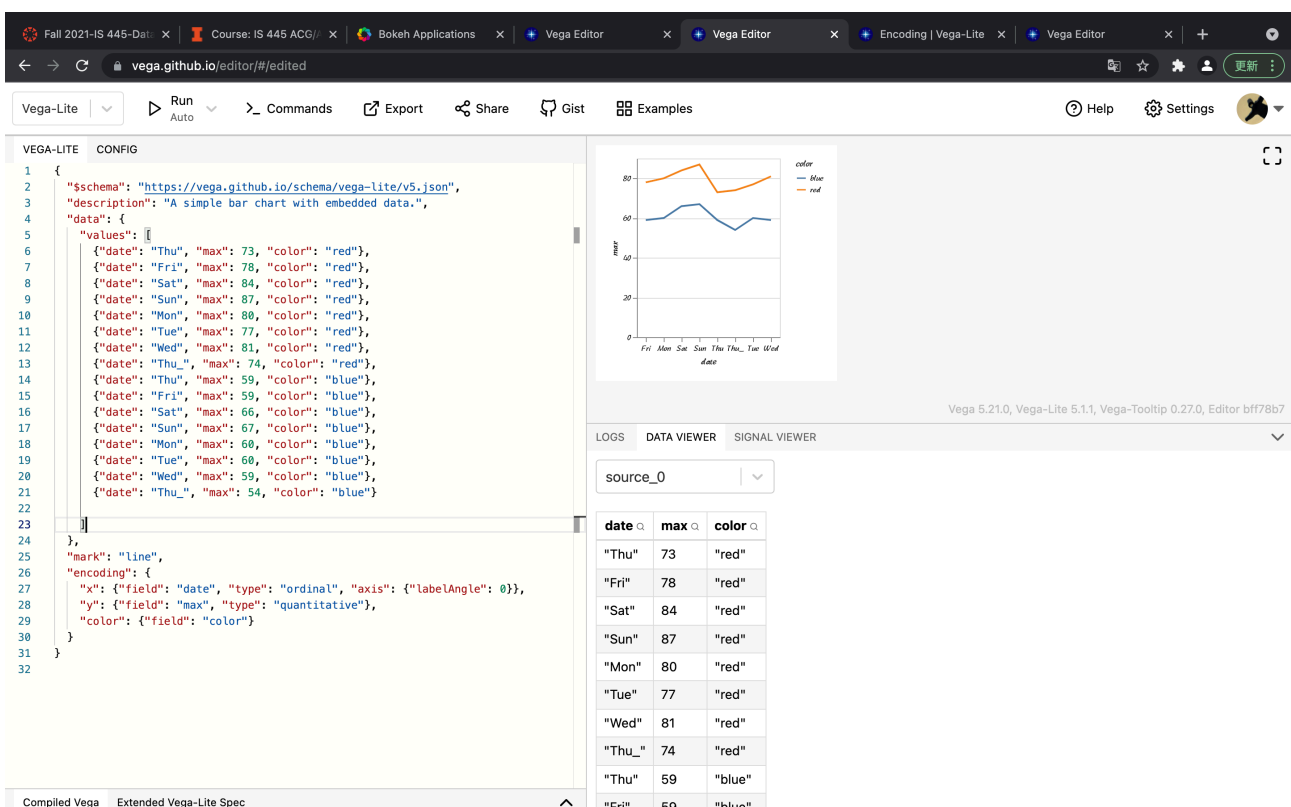 Fall 2021-IS 445-Data
Course: IS 445 ACG/A
Bokeh Applications
Vega Editor
Vega Editor
Encoding | Vega-Lite
Vega Editor
vega.github.io/editor/#/edited
更新
Vega-Lite
Run
Auto
Commands
Export
Share
Gist
Examples
Help
Settings
VEGA-LITE CONFIG
1 {
2 "$schema": "https://vega.github.io/schema/vega-lite/v5.json",
3 "description": "A simple bar chart with embedded data.",
4 "data": {
5 "values": [
6 {"date": "Thu", "max": 73, "color": "red"},
7 {"date": "Fri", "max": 78, "color": "red"},
8 {"date": "Sat", "max": 84, "color": "red"},
9 {"date": "Sun", "max": 87, "color": "red"},
10 {"date": "Mon", "max": 80, "color": "red"},
11 {"date": "Tue", "max": 77, "color": "red"},
12 {"date": "Wed", "max": 81, "color": "red"},
13 {"date": "Thu_", "max": 74, "color": "red"},
14 {"date": "Thu", "max": 59, "color": "blue"},
15 {"date": "Fri", "max": 59, "color": "blue"},
16 {"date": "Sat", "max": 66, "color": "blue"},
17 {"date": "Sun", "max": 67, "color": "blue"},
18 {"date": "Mon", "max": 60, "color": "blue"},
19 {"date": "Tue", "max": 60, "color": "blue"},
20 {"date": "Wed", "max": 59, "color": "blue"},
21 {"date": "Thu_", "max": 54, "color": "blue"}
22
23 ]
24 },
25 "mark": "line",
26 "encoding": {
27 "x": {"field": "date", "type": "ordinal", "axis": {"labelAngle": 0}},
28 "y": {"field": "max", "type": "quantitative"},
29 "color": {"field": "color"}
30 }
31 }
32
Compiled Vega Extended Vega-Lite Spec
color
blue
red
80
60
40
20
0
max
Fri Mon Sat Sun Thu Thu_ Tue Wed
date
Vega 5.21.0, Vega-Lite 5.1.1, Vega-Tooltip 0.27.0, Editor bff78b7
LOGS DATA VIEWER SIGNAL VIEWER
source_0
date max color
"Thu" 73 "red"
"Fri" 78 "red"
"Sat" 84 "red"
"Sun" 87 "red"
"Mon" 80 "red"
"Tue" 77 "red"
"Wed" 81 "red"
"Thu_" 74 "red"
"Thu" 59 "blue"
"Fri" 59 "blue"